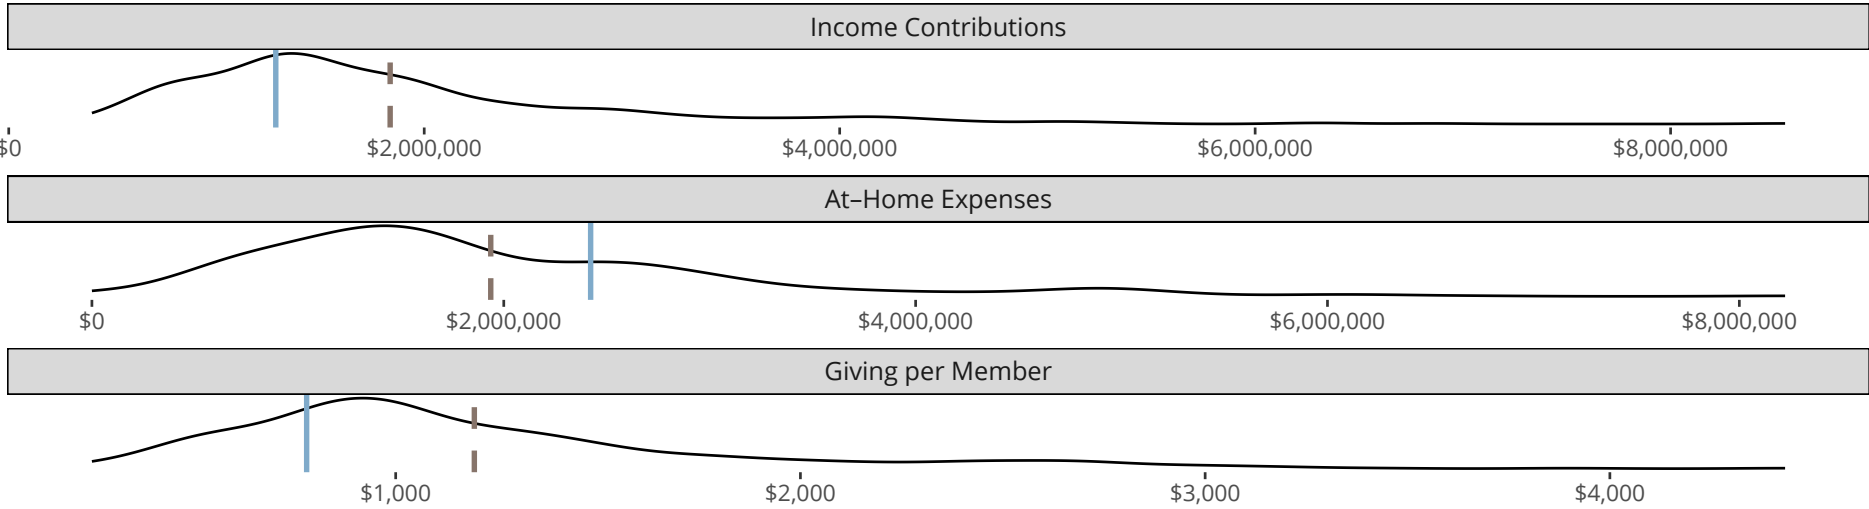 Income Contributions
$0 $2,000,000 $4,000,000 $6,000,000 $8,000,000
At–Home Expenses
$0 $2,000,000 $4,000,000 $6,000,000 $8,000,000
Giving per Member
$1,000 $2,000 $3,000 $4,000